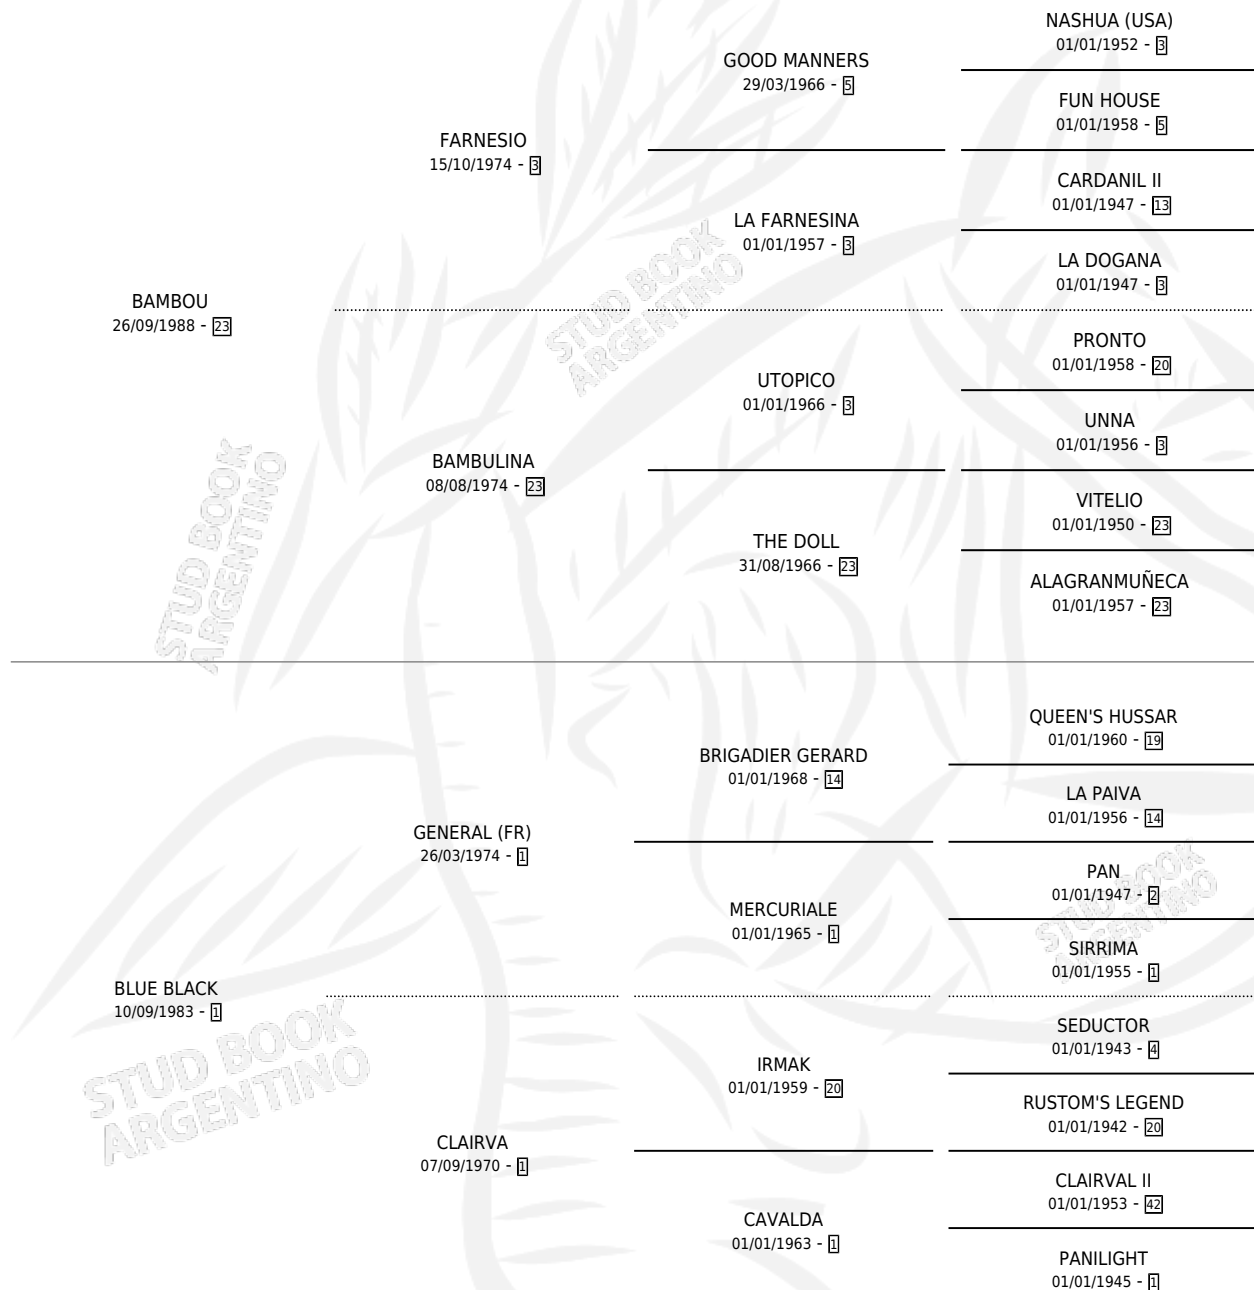 NASHUA (USA)
01/01/1952 - 3
GOOD MANNERS
29/03/1966 - 5
FUN HOUSE
01/01/1958 - 5
FARNESIO
15/10/1974 - 3
CARDANIL II
01/01/1947 - 13
LA FARNESINA
01/01/1957 - 3
LA DOGANA
01/01/1947 - 3
BAMBOU
26/09/1988 - 23
PRONTO
01/01/1958 - 20
UTOPICO
01/01/1966 - 3
UNNA
01/01/1956 - 3
BAMBULINA
08/08/1974 - 23
VITELIO
01/01/1950 - 23
THE DOLL
31/08/1966 - 23
ALAGRANMUÑECA
01/01/1957 - 23
QUEEN'S HUSSAR
01/01/1960 - 19
BRIGADIER GERARD
01/01/1968 - 14
LA PAIVA
01/01/1956 - 14
GENERAL (FR)
26/03/1974 - 1
PAN
01/01/1947 - 2
MERCURIALE
01/01/1965 - 1
SIRRIMA
01/01/1955 - 1
BLUE BLACK
10/09/1983 - 1
SEDUCTOR
01/01/1943 - 4
IRMAK
01/01/1959 - 20
RUSTOM'S LEGEND
01/01/1942 - 20
CLAIRVA
07/09/1970 - 1
CLAIRVAL II
01/01/1953 - 42
CAVALDA
01/01/1963 - 1
PANILIGHT
01/01/1945 - 1
STUD BOOK
ARGENTINO
STUD BOOK
ARGENTINO
STUD BOOK
ARGENTINO
STUD BOOK
ARGENTINO